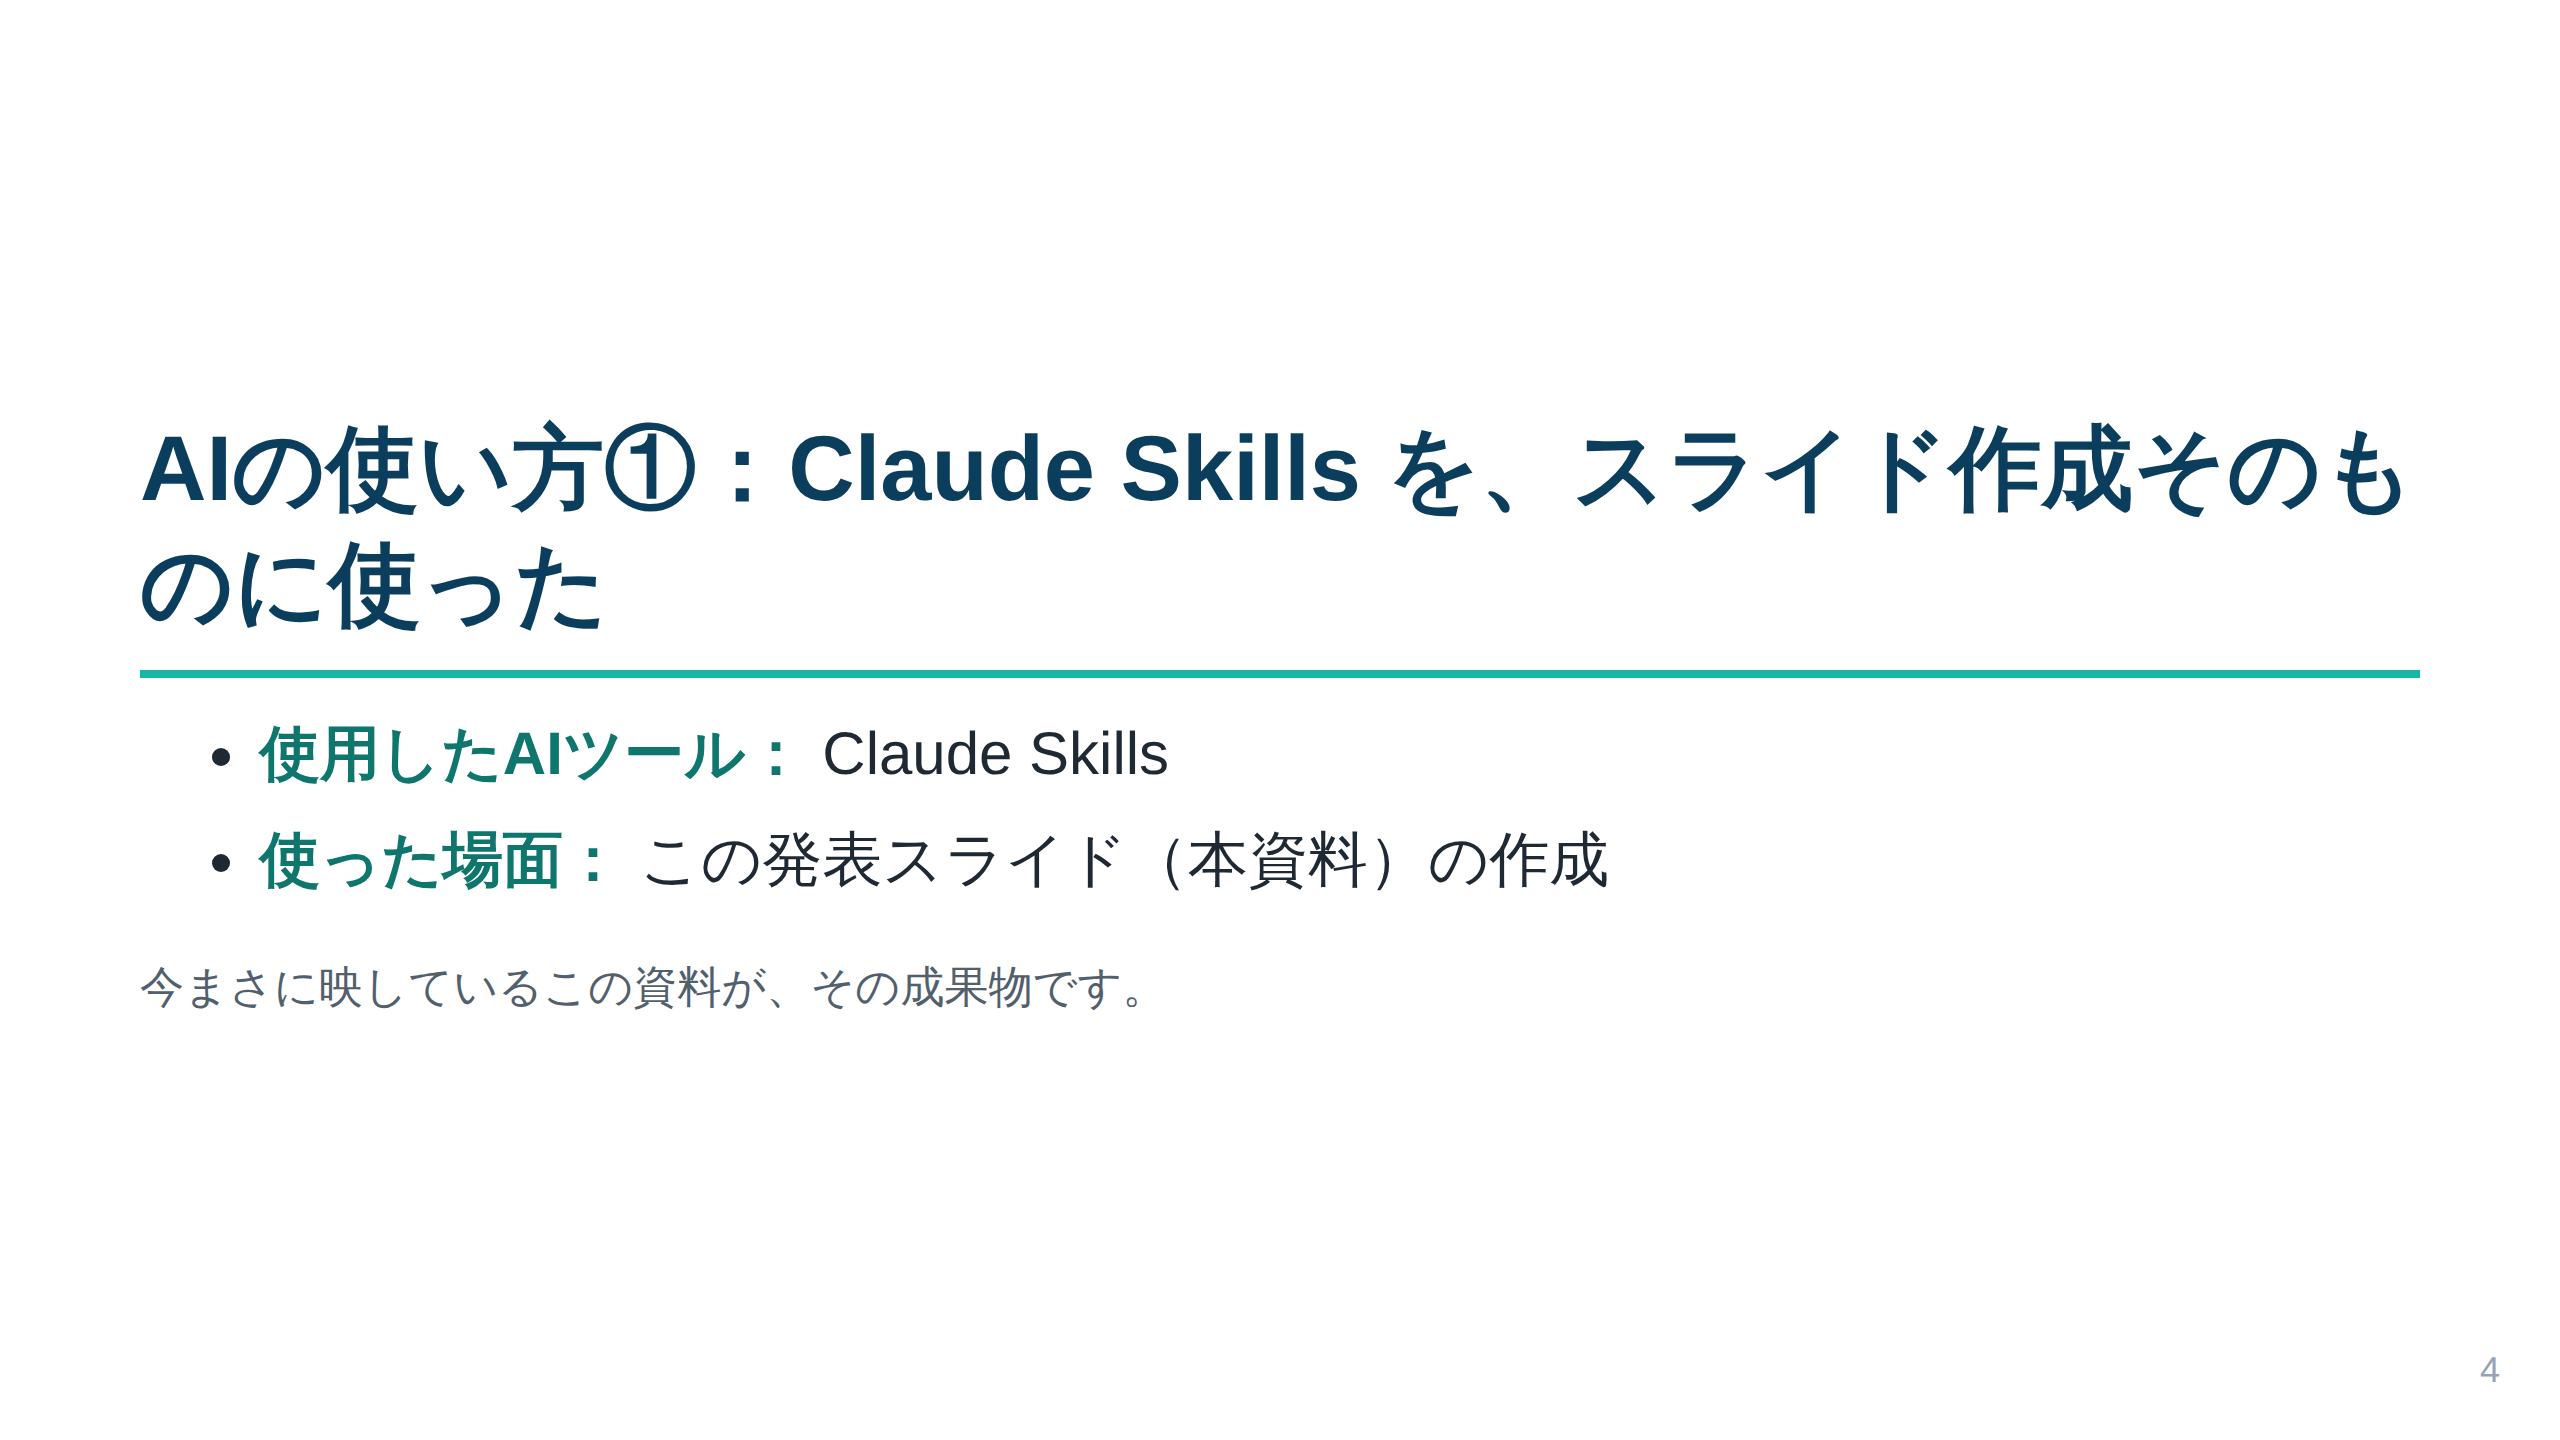 AIの使い方①：Claude Skills を、スライド作成そのも
のに使った
• 使用したAIツール： Claude Skills
• 使った場面： この発表スライド（本資料）の作成
今まさに映しているこの資料が、その成果物です。
4